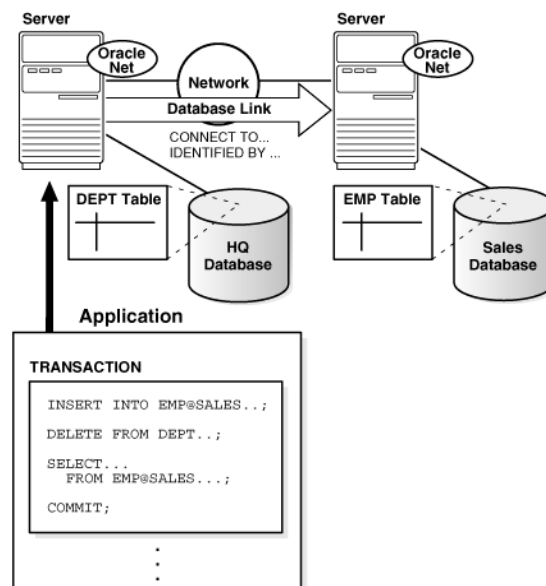 Server
Server
Oracle
Net
Oracle
Net
Network
Database Link
CONNECT TO...
IDENTIFIED BY ...
DEPT Table
EMP Table
HQ
Database
Sales
Database
Application
TRANSACTION
INSERT INTO EMP@SALES..;
DELETE FROM DEPT..;
SELECT...
FROM EMP@SALES...;
COMMIT;